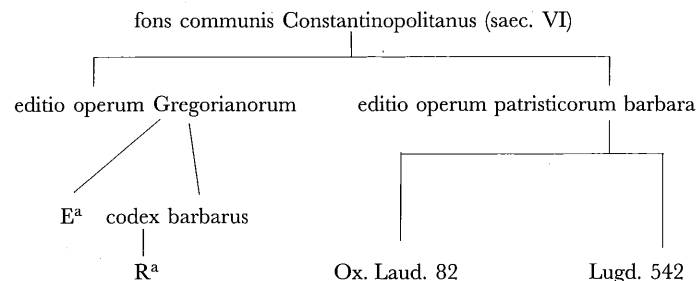 fons communis Constantinopolitanus (saec. VI)
editio operum Gregorianorum editio operum patristicorum barbara
Eᵃ codex barbarus
Rᵃ Ox. Laud. 82 Lugd. 542